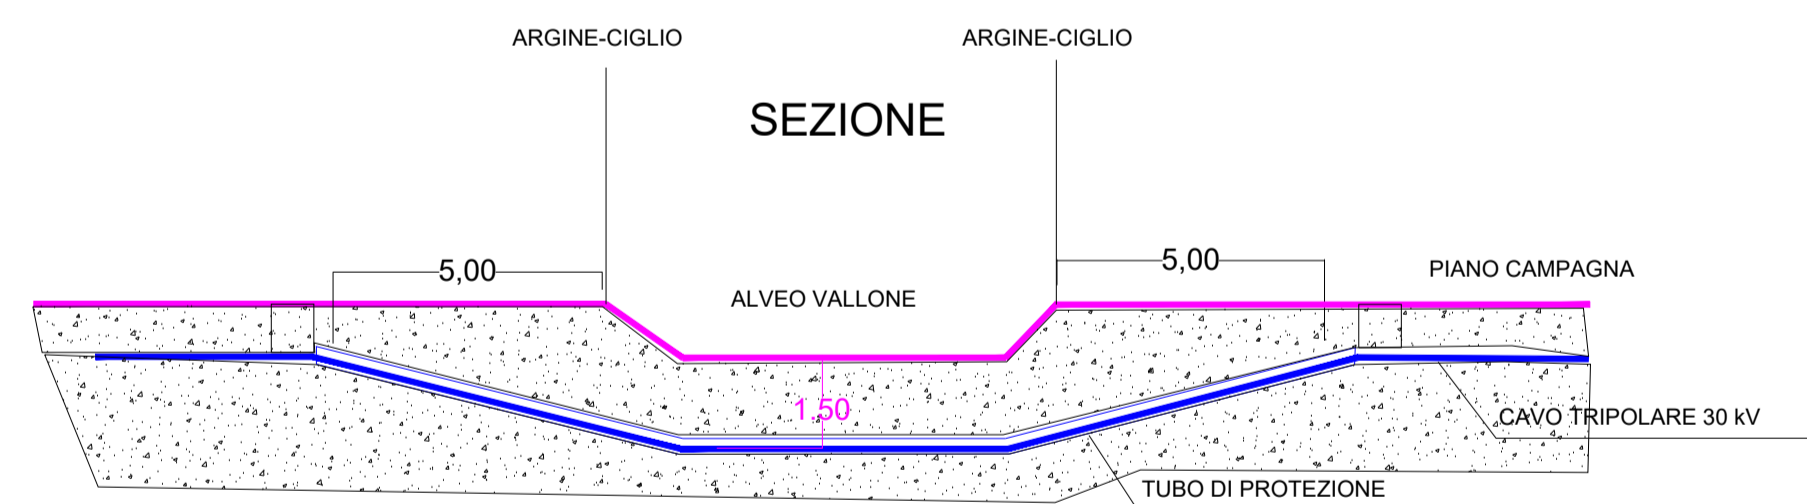 ARGINE-CIGLIO
ARGINE-CIGLIO
SEZIONE
5,00
5,00
PIANO CAMPAGNA
ALVEO VALLONE
1.50
CAVO TRIPOLARE 30 kV
TUBO DI PROTEZIONE